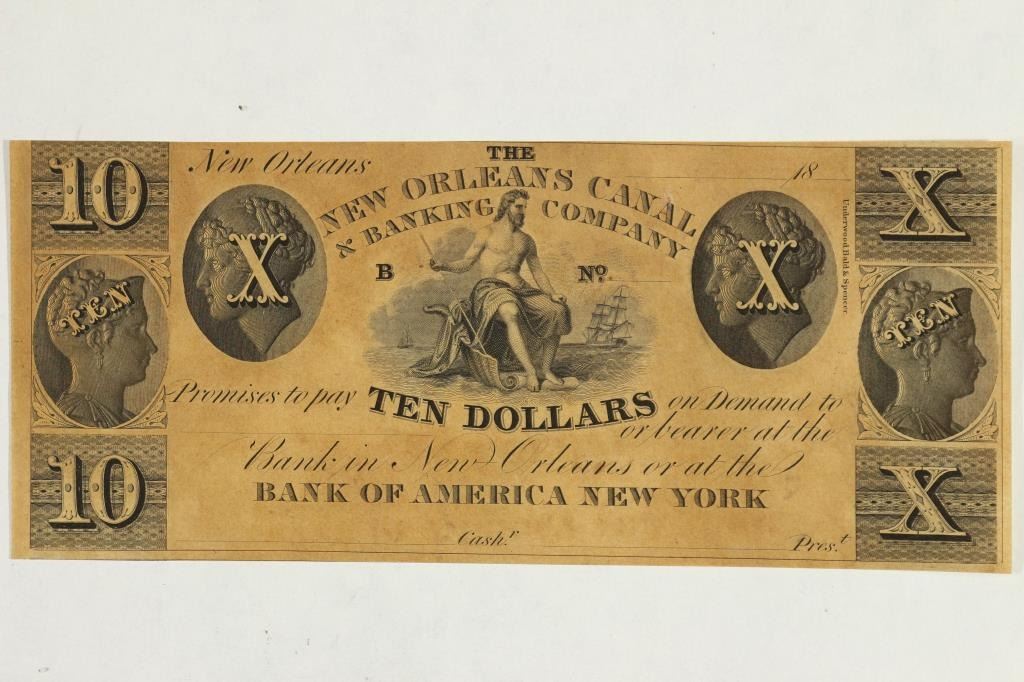 THE
New Orleans 18
NEW ORLEANS CANAL
& BANKING COMPANY
B No.
10
TEN
10
X
X
X
TEN
X
Underwood Bald & Spencer
Promises to pay TEN DOLLARS on Demand to
or bearer at the
Bank in New Orleans or at the
BANK OF AMERICA NEW YORK
Cash.r Pres.t